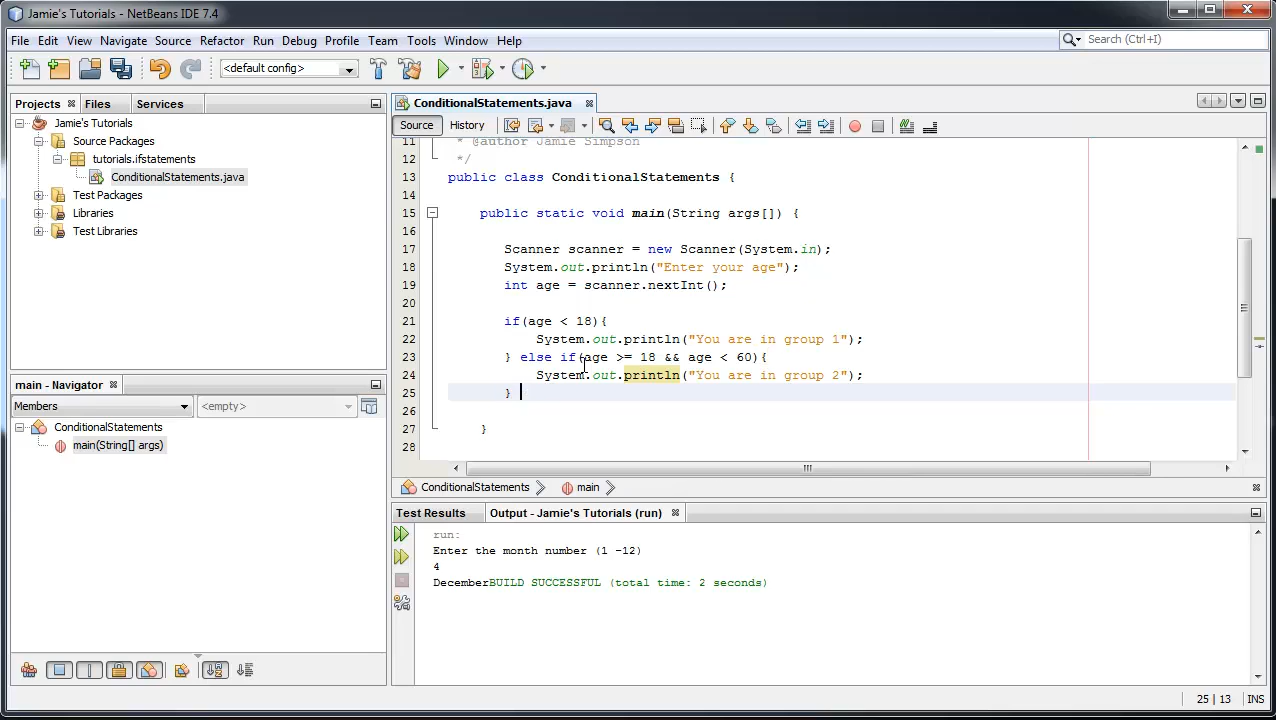 Jamie's Tutorials - NetBeans IDE 7.4
File Edit View Navigate Source Refactor Run Debug Profile Team Tools Window Help
Search (Ctrl+I)
<default config>
Projects Files Services
Jamie's Tutorials
Source Packages
tutorials.ifstatements
ConditionalStatements.java
Test Packages
Libraries
Test Libraries
main - Navigator
Members <empty>
ConditionalStatements
main(String[] args)
ConditionalStatements.java
Source History
11 * @author Jamie Simpson
12 */
13 public class ConditionalStatements {
14
15 public static void main(String args[]) {
16
17 Scanner scanner = new Scanner(System.in);
18 System.out.println("Enter your age");
19 int age = scanner.nextInt();
20
21 if(age < 18){
22 System.out.println("You are in group 1");
23 } else if(age >= 18 && age < 60){
24 System.out.println("You are in group 2");
25 }
26
27 }
28
ConditionalStatements main
Test Results Output - Jamie's Tutorials (run)
run:
Enter the month number (1 -12)
4
DecemberBUILD SUCCESSFUL (total time: 2 seconds)
25 | 13 INS